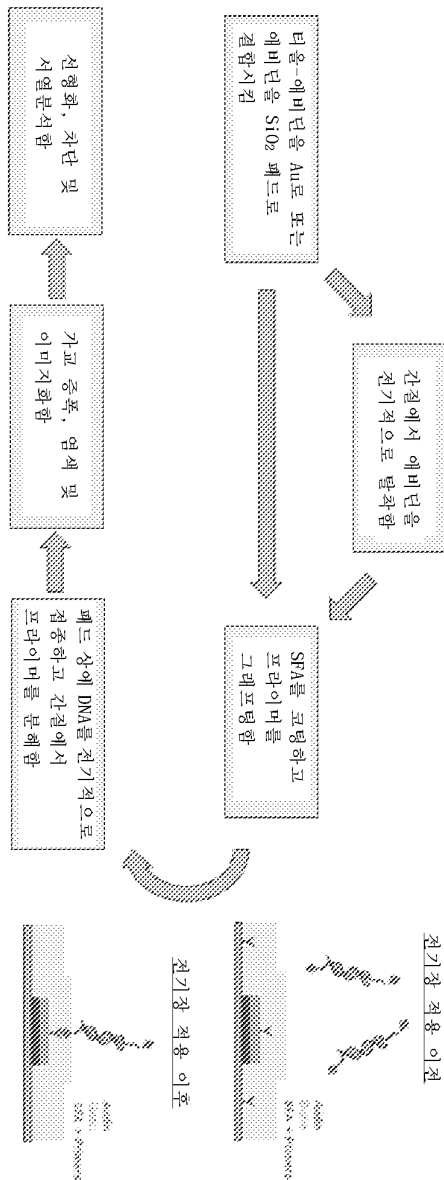 티올-에비딘을 Au로 또는
에비딘을 SiO₂ 패드로
결합시킴
간질에서 에비딘을
전기적으로 탈착함
SFA를 코팅하고
프라이머를
그래프팅함
전기장 적용 이전
선형화, 차단 및
서열분석함
가교 증폭, 염색 및
이미지화함
패드 상에 DNA를 전기적으로
접종하고 간질에서
프라이머를 분해함
전기장 적용 이후